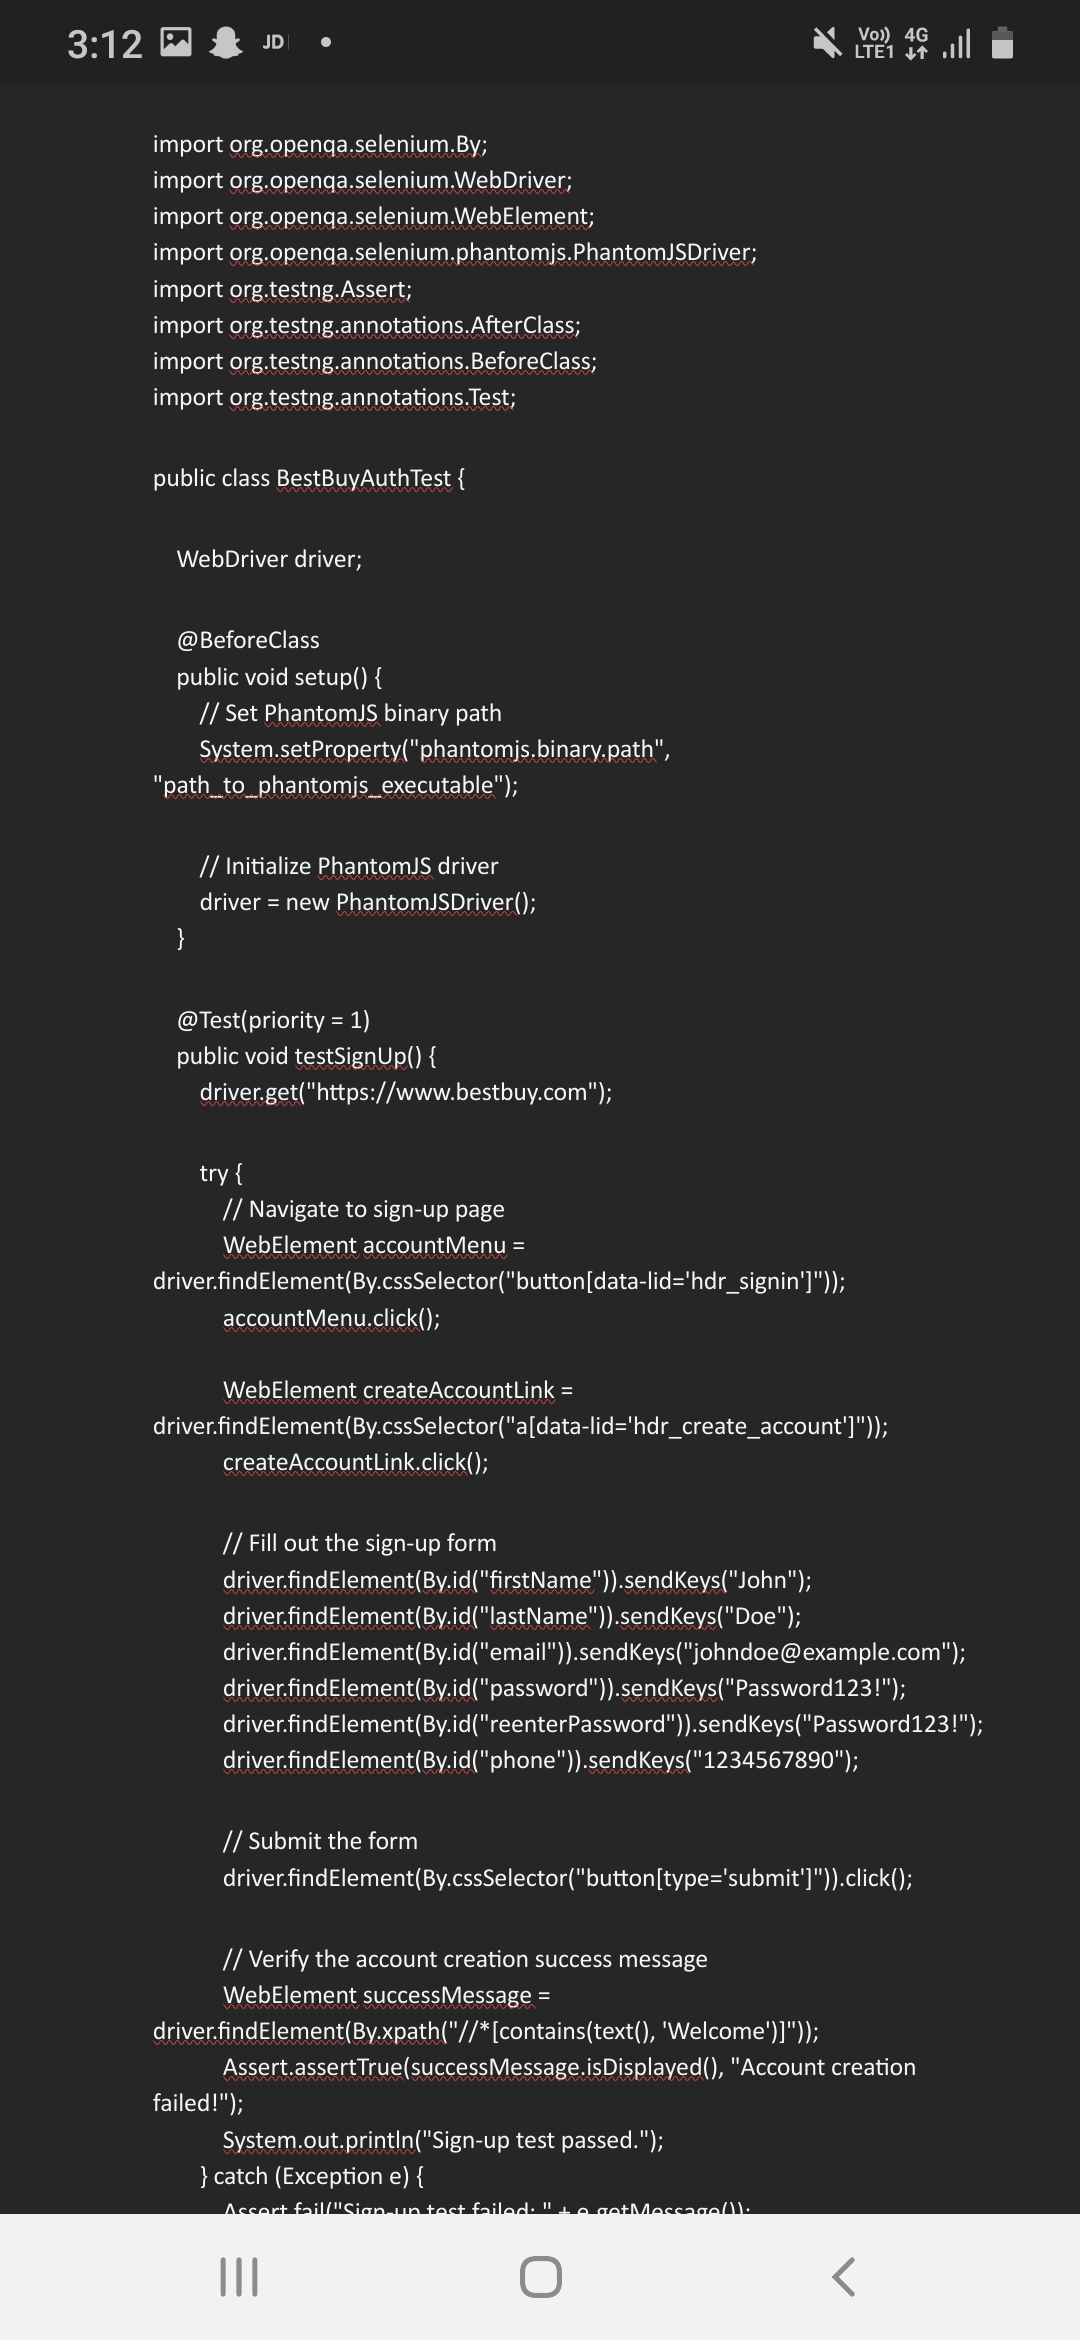 3:12 JD
Vo)) LTE1 4G
import org.openqa.selenium.By;
import org.openqa.selenium.WebDriver;
import org.openqa.selenium.WebElement;
import org.openqa.selenium.phantomjs.PhantomJSDriver;
import org.testng.Assert;
import org.testng.annotations.AfterClass;
import org.testng.annotations.BeforeClass;
import org.testng.annotations.Test;
public class BestBuyAuthTest {
WebDriver driver;
@BeforeClass
public void setup() {
// Set PhantomJS binary path
System.setProperty("phantomjs.binary.path",
"path_to_phantomjs_executable");
// Initialize PhantomJS driver
driver = new PhantomJSDriver();
}
@Test(priority = 1)
public void testSignUp() {
driver.get("https://www.bestbuy.com");
try {
// Navigate to sign-up page
WebElement accountMenu =
driver.findElement(By.cssSelector("button[data-lid='hdr_signin']"));
accountMenu.click();
WebElement createAccountLink =
driver.findElement(By.cssSelector("a[data-lid='hdr_create_account']"));
createAccountLink.click();
// Fill out the sign-up form
driver.findElement(By.id("firstName")).sendKeys("John");
driver.findElement(By.id("lastName")).sendKeys("Doe");
driver.findElement(By.id("email")).sendKeys("johndoe@example.com");
driver.findElement(By.id("password")).sendKeys("Password123!");
driver.findElement(By.id("reenterPassword")).sendKeys("Password123!");
driver.findElement(By.id("phone")).sendKeys("1234567890");
// Submit the form
driver.findElement(By.cssSelector("button[type='submit']")).click();
// Verify the account creation success message
WebElement successMessage =
driver.findElement(By.xpath("//*[contains(text(), 'Welcome')]"));
Assert.assertTrue(successMessage.isDisplayed(), "Account creation
failed!");
System.out.println("Sign-up test passed.");
} catch (Exception e) {
Assert.fail("Sign-up test failed: " + e.getMessage());